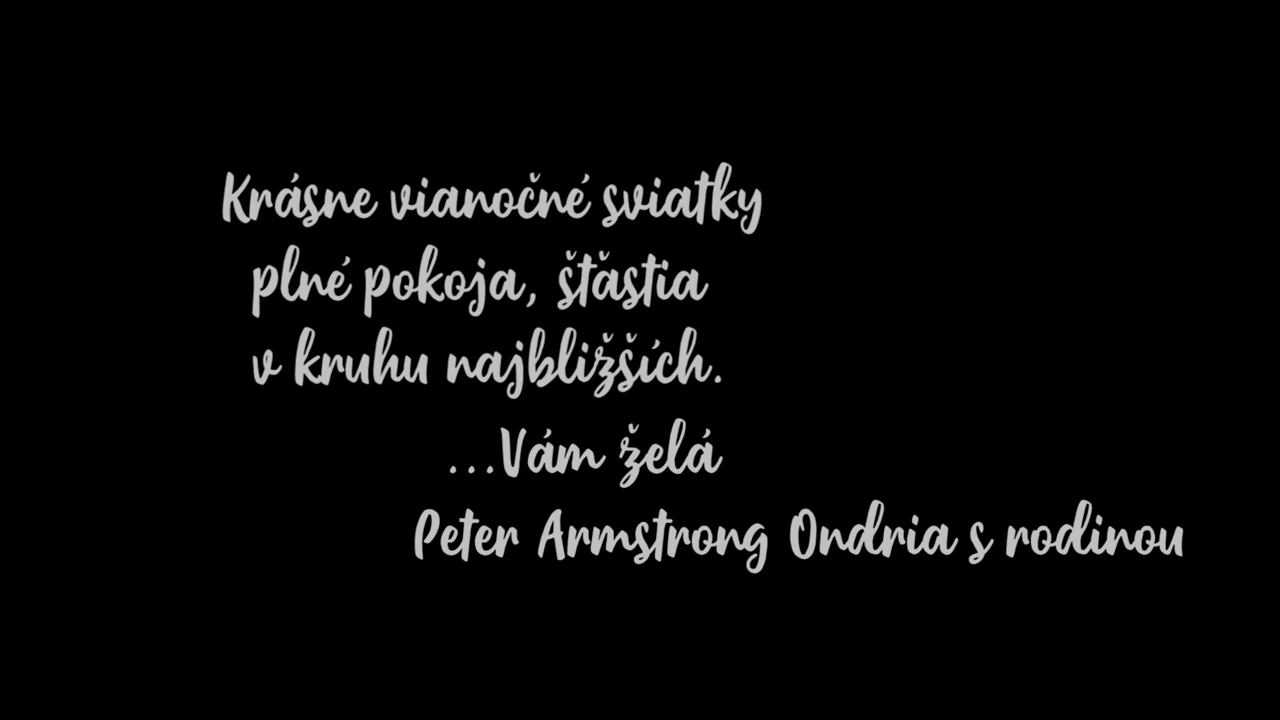 Krásne vianočné sviatky
plné pokoja, šťastia
v kruhu najbližších.
...Vám želá
Peter Armstrong Ondria s rodinou